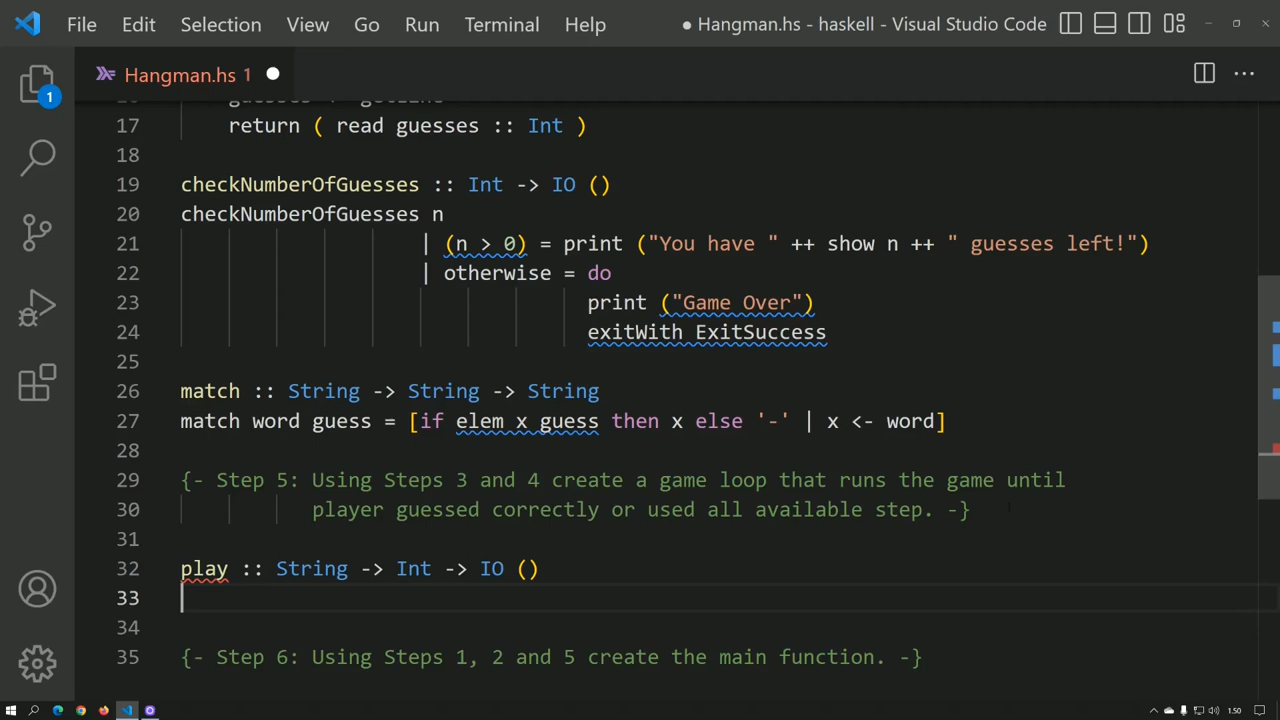 File Edit Selection View Go Run Terminal Help ● Hangman.hs - haskell - Visual Studio Code
Hangman.hs 1
1
17 return ( read guesses :: Int )
18
19 checkNumberOfGuesses :: Int -> IO ()
20 checkNumberOfGuesses n
21 | (n > 0) = print ("You have " ++ show n ++ " guesses left!")
22 | otherwise = do
23 print ("Game Over")
24 exitWith ExitSuccess
25
26 match :: String -> String -> String
27 match word guess = [if elem x guess then x else '-' | x <- word]
28
29 {- Step 5: Using Steps 3 and 4 create a game loop that runs the game until
30 player guessed correctly or used all available step. -}
31
32 play :: String -> Int -> IO ()
33
34
35 {- Step 6: Using Steps 1, 2 and 5 create the main function. -}
1.50